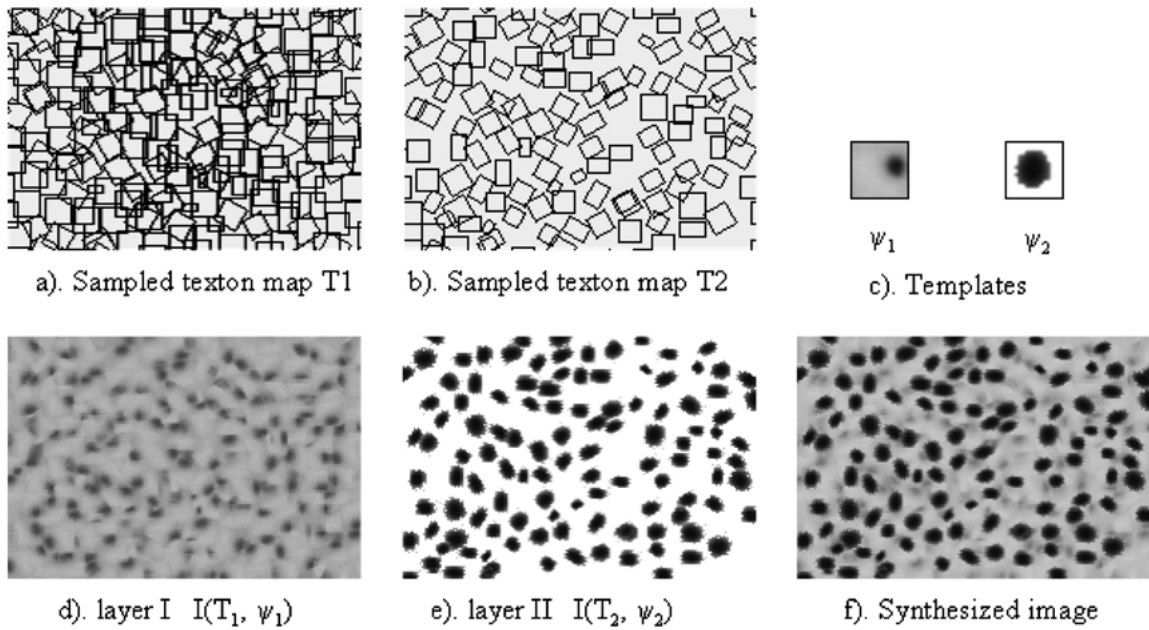 ψ₁ ψ₂
a). Sampled texton map T1 b). Sampled texton map T2 c). Templates
d). layer I I(T₁, ψ₁) e). layer II I(T₂, ψ₂) f). Synthesized image